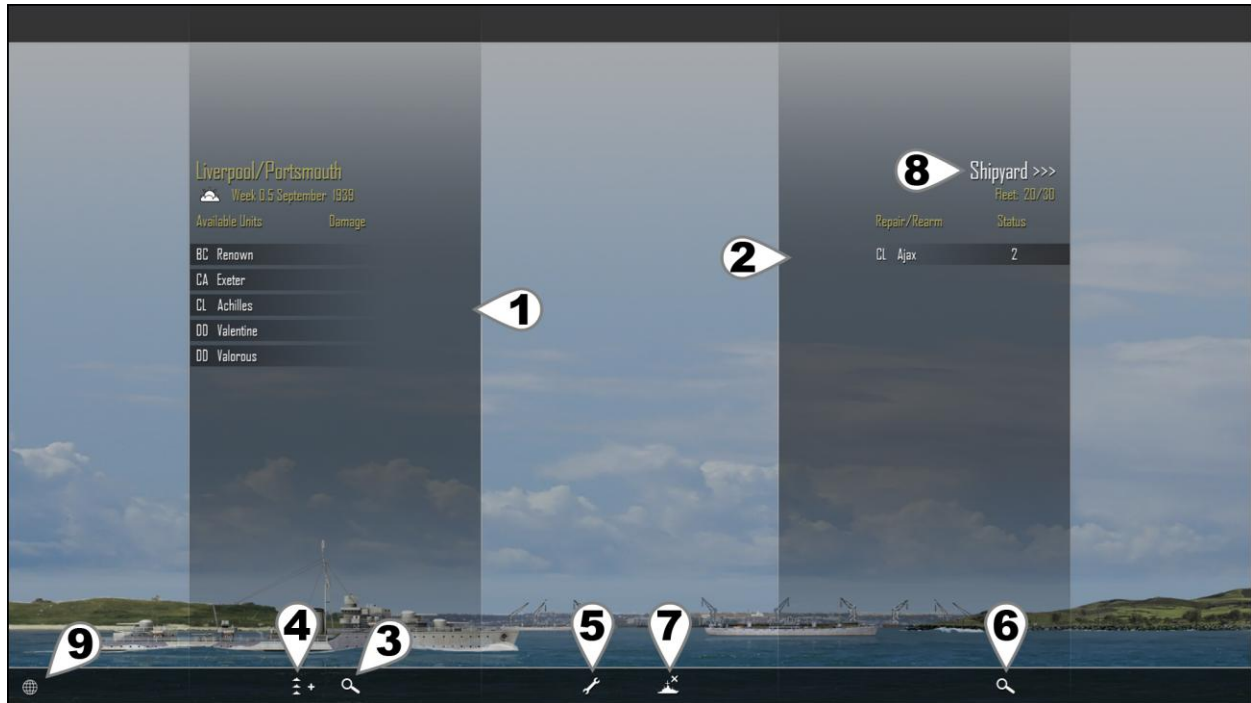 Liverpool/Portsmouth
Week 0.5 September 1939
Available Units Damage
BC Renown
CA Exeter
CL Achilles
DD Valentine
DD Valorous
1
8
Shipyard >>>
Fleet: 20/30
Repair/Rearm Status
2
CL Ajax 2
9
4
3
5
7
6